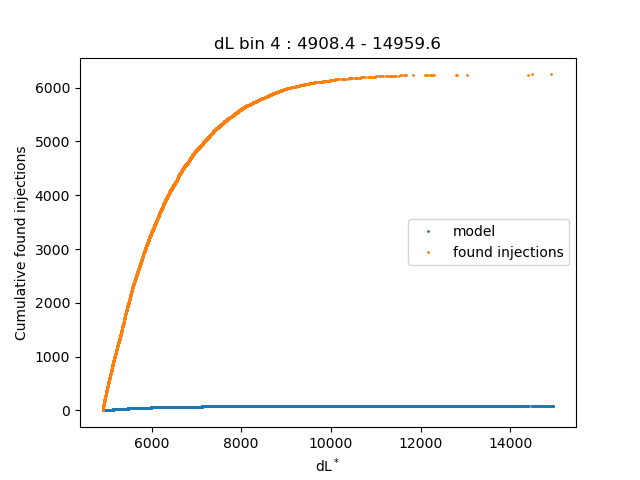 dL bin 4 : 4908.4 - 14959.6
Cumulative found injections
6000
5000
4000
3000
2000
1000
0
model
found injections
6000 8000 10000 12000 14000
dL*